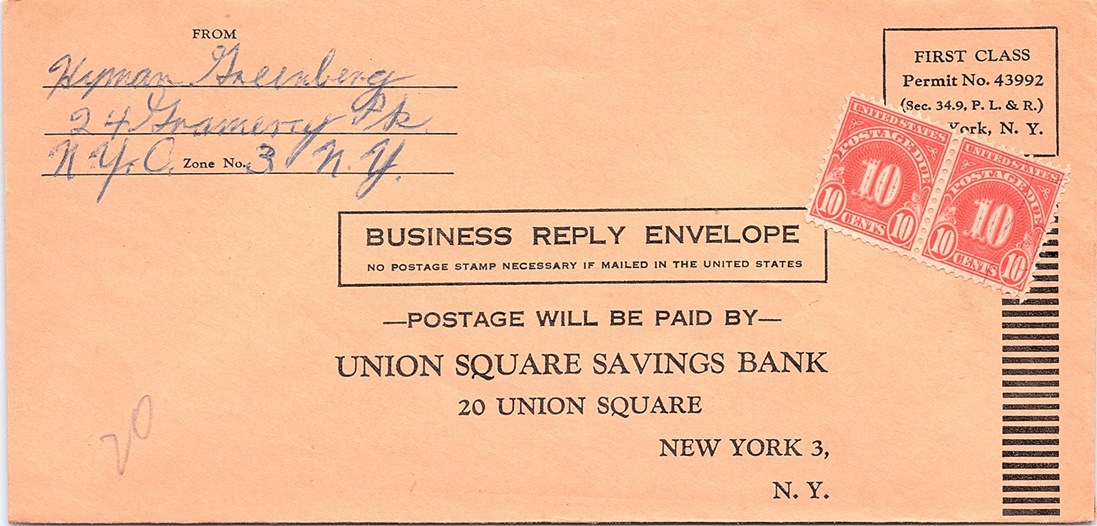 FROM
Hyman Greenberg
24 Gramercy Pk
N.Y.C. Zone No. 3 N.Y.
FIRST CLASS
Permit No. 43992
(Sec. 34.9, P. L. & R.)
York, N. Y.
UNITED STATES
POSTAGE DUE
10
10 CENTS 10
UNITED STATES
POSTAGE DUE
10
10 CENTS 10
BUSINESS REPLY ENVELOPE
NO POSTAGE STAMP NECESSARY IF MAILED IN THE UNITED STATES
—POSTAGE WILL BE PAID BY—
UNION SQUARE SAVINGS BANK
20 UNION SQUARE
NEW YORK 3,
N. Y.
20